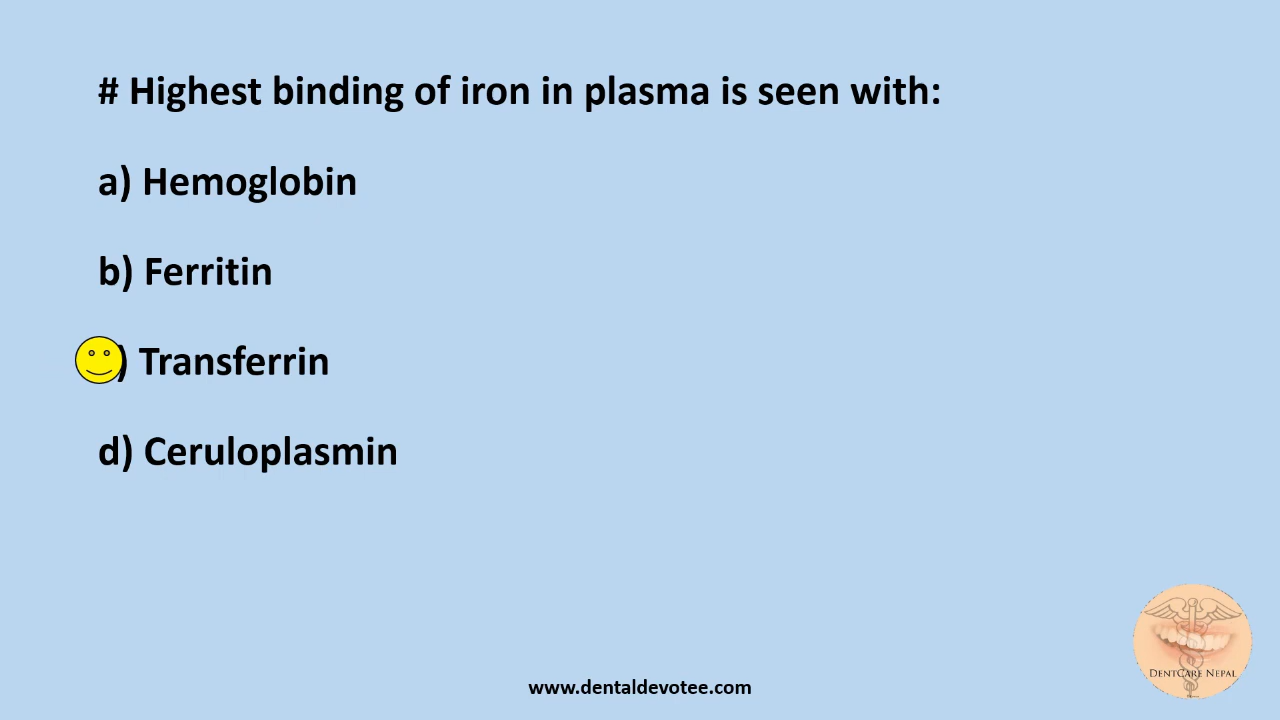 # Highest binding of iron in plasma is seen with:
a) Hemoglobin
b) Ferritin
) Transferrin
d) Ceruloplasmin
DENTCARE NEPAL
www.dentaldevotee.com